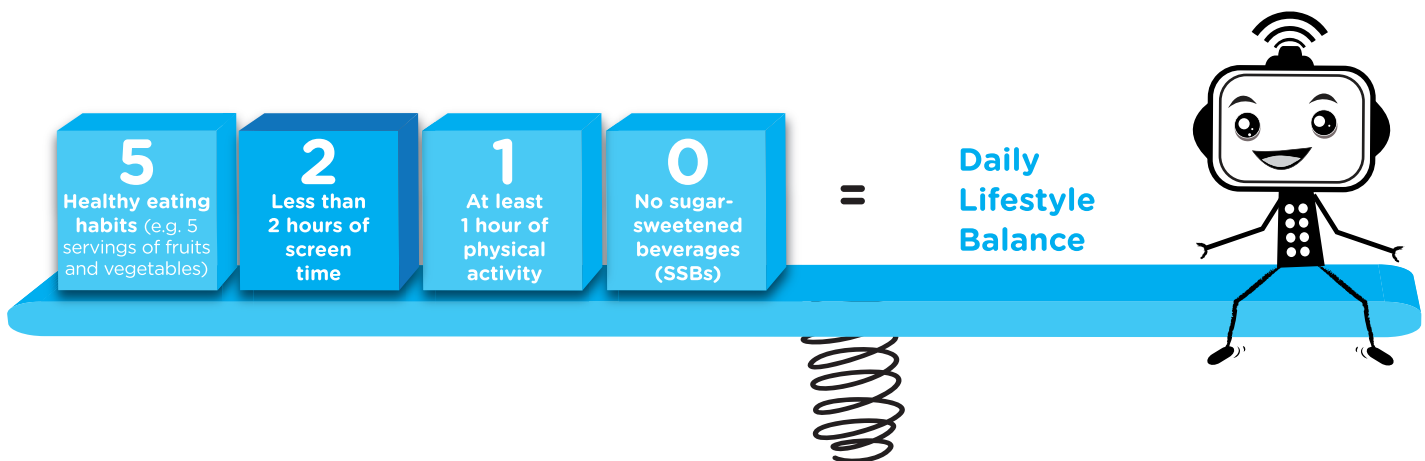 5
Healthy eating
habits (e.g. 5
servings of fruits
and vegetables)
2
Less than
2 hours of
screen
time
1
At least
1 hour of
physical
activity
0
No sugar-
sweetened
beverages
(SSBs)
=
Daily
Lifestyle
Balance